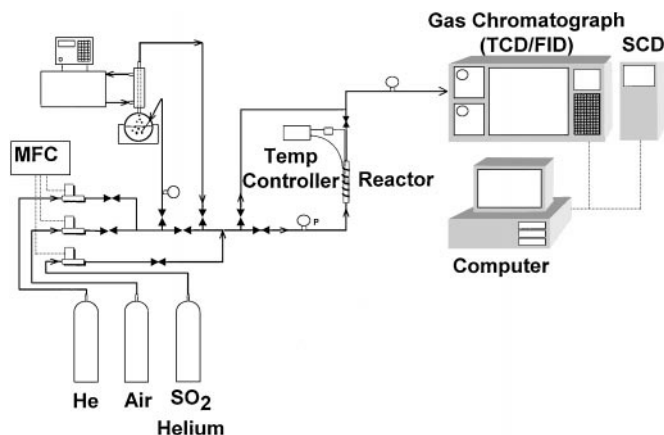 Gas Chromatograph
(TCD/FID)
SCD
MFC
Temp
Controller
Reactor
P
Computer
He
Air
SO2
Helium